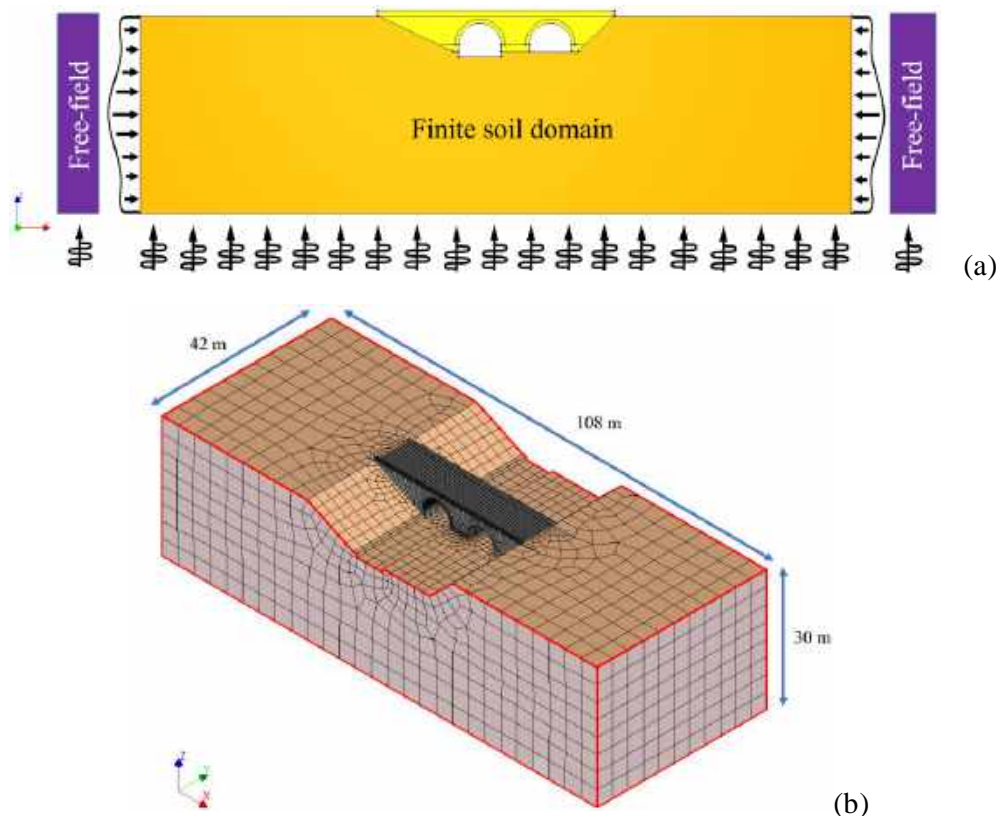 Free-field
Finite soil domain
Free-field
(a)
42 m
108 m
30 m
Z
Y
X
(b)